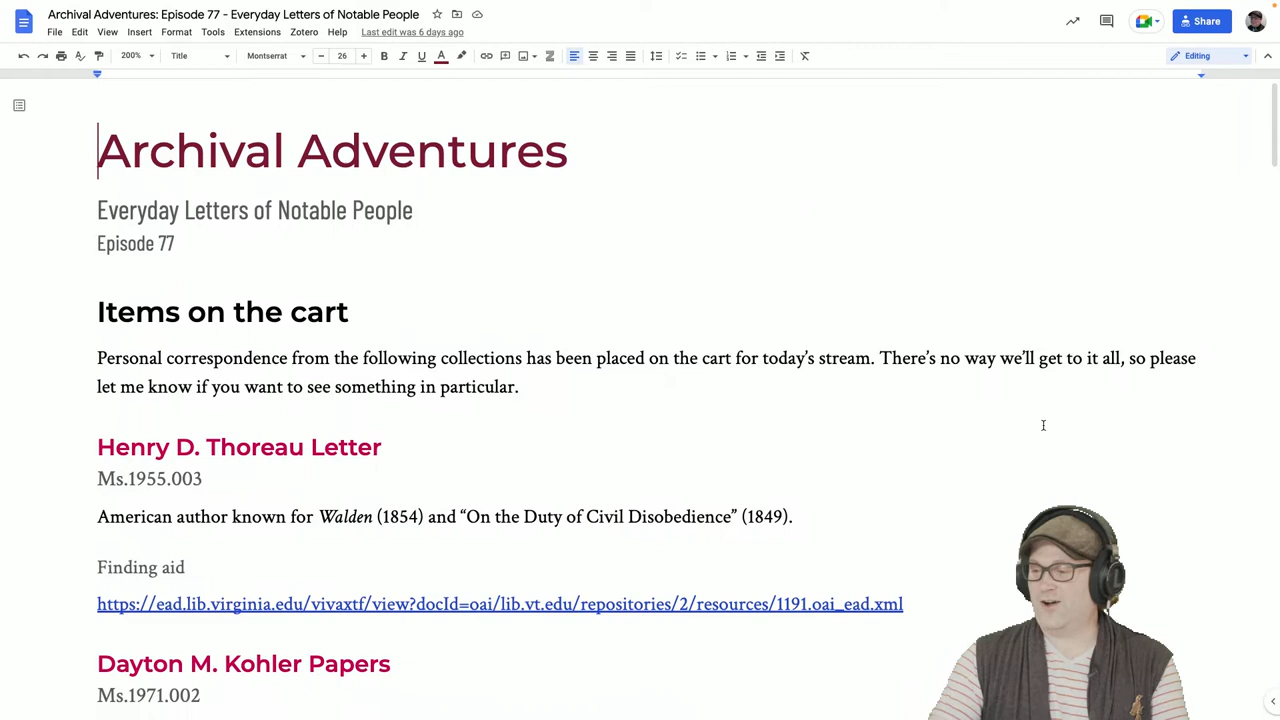 Archival Adventures: Episode 77 - Everyday Letters of Notable People
File Edit View Insert Format Tools Extensions Zotero Help Last edit was 6 days ago
Share
200% Title Montserrat 26 B I U A Editing
Archival Adventures
Everyday Letters of Notable People
Episode 77
Items on the cart
Personal correspondence from the following collections has been placed on the cart for today's stream. There's no way we'll get to it all, so please
let me know if you want to see something in particular.
Henry D. Thoreau Letter
Ms.1955.003
American author known for Walden (1854) and “On the Duty of Civil Disobedience” (1849).
Finding aid
https://ead.lib.virginia.edu/vivaxtf/view?docId=oai/lib.vt.edu/repositories/2/resources/1191.oai_ead.xml
Dayton M. Kohler Papers
Ms.1971.002